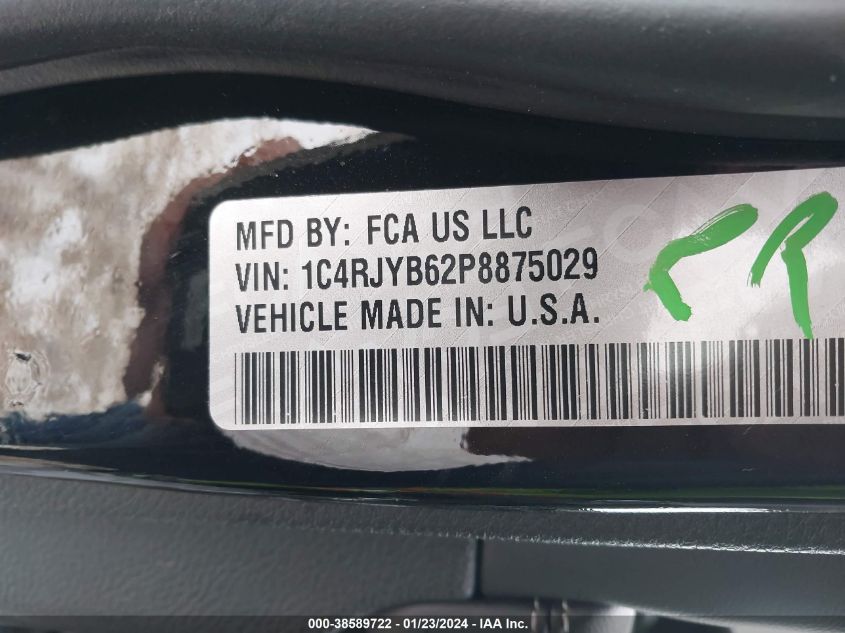 MFD BY: FCA US LLC
VIN: 1C4RJYB62P8875029
VEHICLE MADE IN: U.S.A.
000-38589722 - 01/23/2024 - IAA Inc.